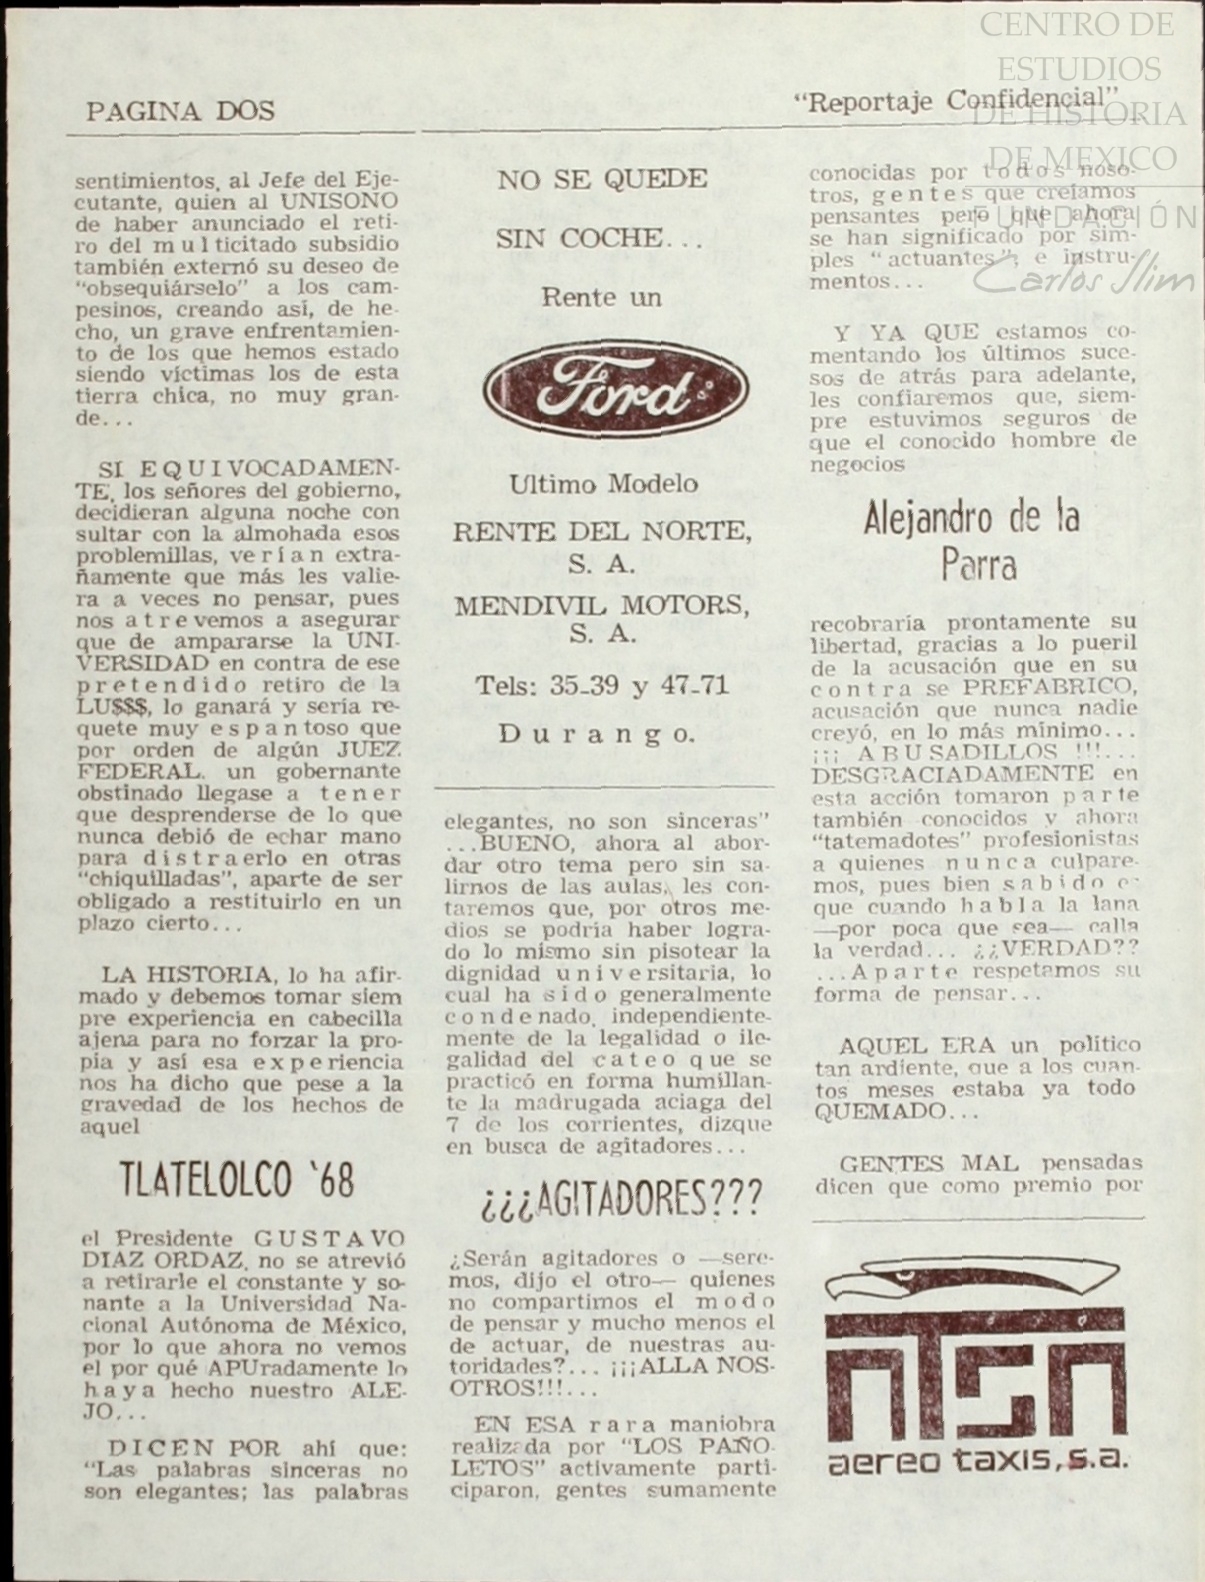 CENTRO DE
ESTUDIOS
DE HISTORIA
DE MEXICO
FUNDACIÓN
Carlos Slim
PAGINA DOS
"Reportaje Confidencial"
sentimientos, al Jefe del Eje-
cutante, quien al UNISONO
de haber anunciado el reti-
ro del multicitado subsidio
también externó su deseo de
"obsequiárselo" a los cam-
pesinos, creando así, de he-
cho, un grave enfrentamien-
to de los que hemos estado
siendo víctimas los de esta
tierra chica, no muy gran-
de...
SI EQUIVOCADAMEN-
TE, los señores del gobierno,
decidieran alguna noche con
sultar con la almohada esos
problemillas, verían extra-
ñamente que más les valie-
ra a veces no pensar, pues
nos atrevemos a asegurar
que de ampararse la UNI-
VERSIDAD en contra de ese
pretendido retiro de la
LU$$$, lo ganará y sería re-
quete muy espantoso que
por orden de algún JUEZ
FEDERAL, un gobernante
obstinado llegase a tener
que desprenderse de lo que
nunca debió de echar mano
para distraerlo en otras
"chiquilladas", aparte de ser
obligado a restituirlo en un
plazo cierto...
LA HISTORIA, lo ha afir-
mado y debemos tomar siem
pre experiencia en cabecilla
ajena para no forzar la pro-
pia y así esa experiencia
nos ha dicho que pese a la
gravedad de los hechos de
aquel
TLATELOLCO '68
el Presidente GUSTAVO
DIAZ ORDAZ, no se atrevió
a retirarle el constante y so-
nante a la Universidad Na-
cional Autónoma de México,
por lo que ahora no vemos
el por qué APUradamente lo
haya hecho nuestro ALE-
JO...
DICEN POR ahí que:
"Las palabras sinceras no
son elegantes; las palabras
NO SE QUEDE
SIN COCHE...
Rente un
Ford
Ultimo Modelo
RENTE DEL NORTE,
S. A.
MENDIVIL MOTORS,
S. A.
Tels: 35-39 y 47-71
Durango.
elegantes, no son sinceras"
...BUENO, ahora al abor-
dar otro tema pero sin sa-
lirnos de las aulas, les con-
taremos que, por otros me-
dios se podría haber logra-
do lo mismo sin pisotear la
dignidad universitaria, lo
cual ha sido generalmente
condenado, independiente-
mente de la legalidad o ile-
galidad del cateo que se
practicó en forma humillan-
te la madrugada aciaga del
7 de los corrientes, dizque
en busca de agitadores...
¿¿¿AGITADORES???
¿Serán agitadores o —sere-
mos, dijo el otro— quienes
no compartimos el modo
de pensar y mucho menos el
de actuar, de nuestras au-
toridades?... ¡¡¡ALLA NOS-
OTROS!!!...
EN ESA rara maniobra
realizada por "LOS PAÑO-
LETOS" activamente parti-
ciparon, gentes sumamente
conocidas por todos noso-
tros, gentes que creíamos
pensantes pero que ahora
se han significado por sim-
ples "actuantes", e instru-
mentos...
Y YA QUE estamos co-
mentando los últimos suce-
sos de atrás para adelante,
les confiaremos que, siem-
pre estuvimos seguros de
que el conocido hombre de
negocios
Alejandro de la
Parra
recobraría prontamente su
libertad, gracias a lo pueril
de la acusación que en su
contra se PREFABRICO,
acusación que nunca nadie
creyó, en lo más mínimo...
¡¡¡ ABUSADILLOS !!!...
DESGRACIADAMENTE en
esta acción tomaron parte
también conocidos y ahora
"tatemadotes" profesionistas
a quienes nunca culpare-
mos, pues bien sabido es
que cuando habla la lana
—por poca que sea— calla
la verdad... ¿¿VERDAD??
...Aparte respetamos su
forma de pensar...
AQUEL ERA un político
tan ardiente, que a los cuan-
tos meses estaba ya todo
QUEMADO...
GENTES MAL pensadas
dicen que como premio por
ATSA
aereo taxis, s.a.